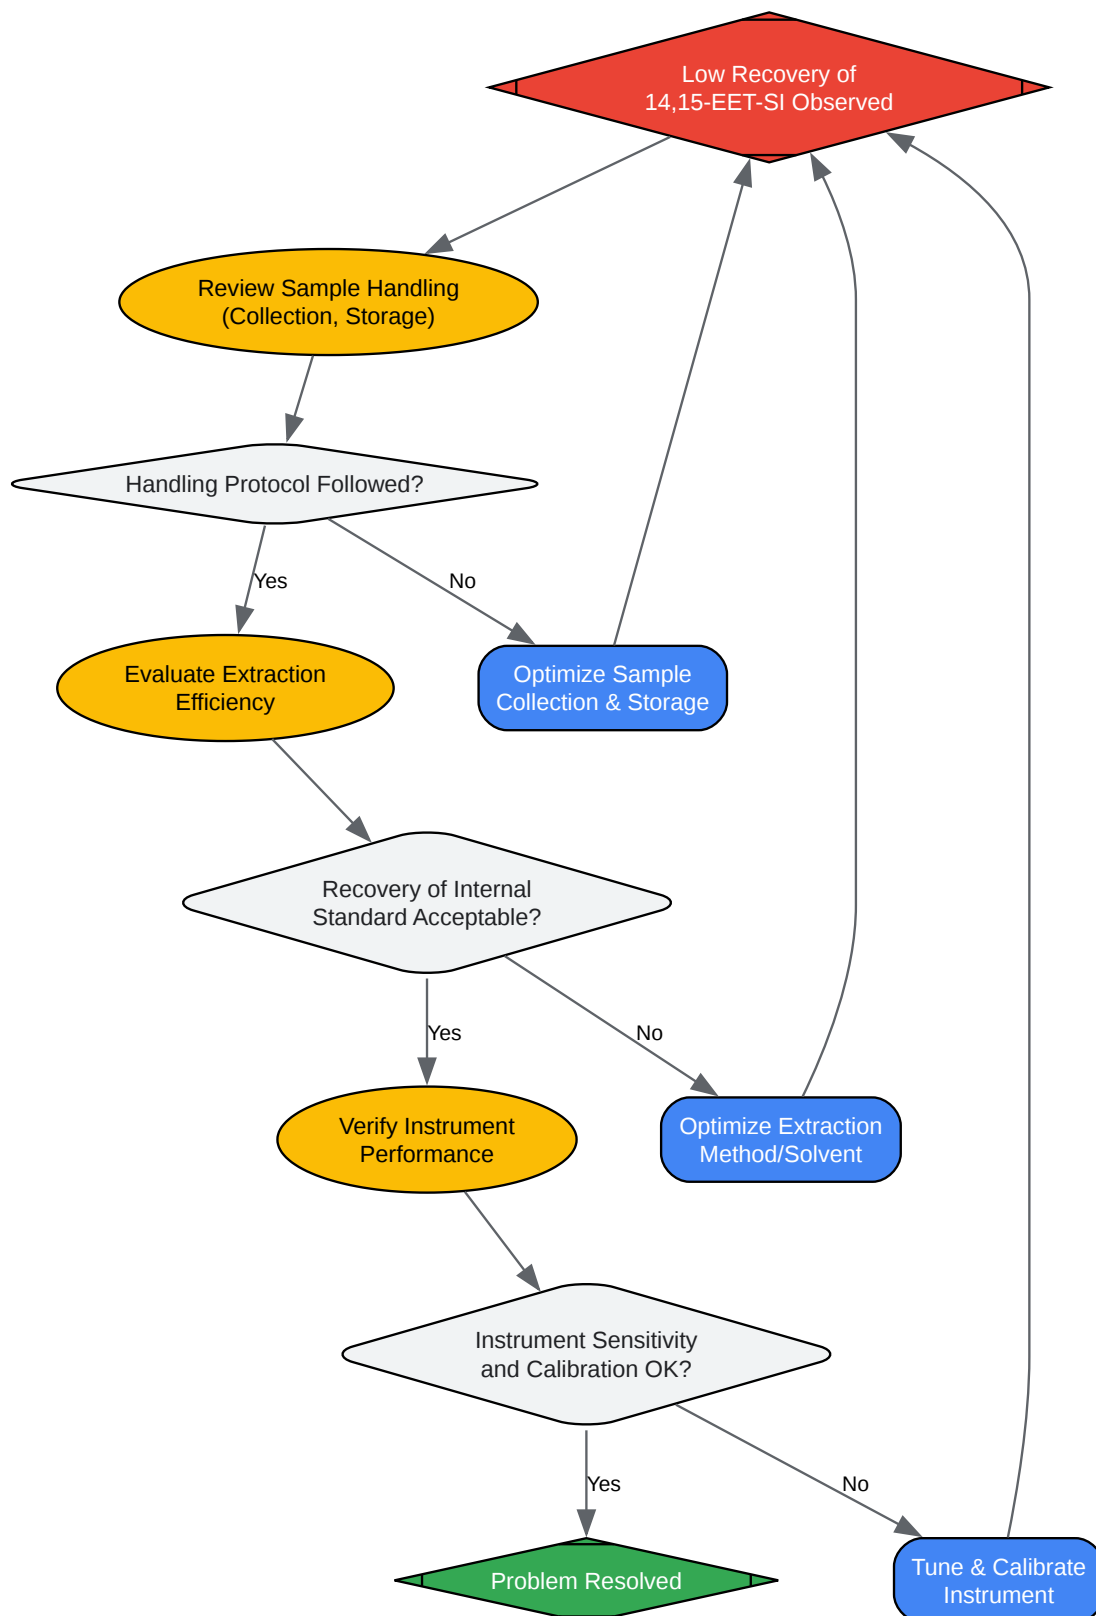 Low Recovery of
14,15-EET-SI Observed
Review Sample Handling
(Collection, Storage)
Handling Protocol Followed?
Yes
No
Evaluate Extraction
Efficiency
Optimize Sample
Collection & Storage
Recovery of Internal
Standard Acceptable?
Yes
No
Verify Instrument
Performance
Optimize Extraction
Method/Solvent
Instrument Sensitivity
and Calibration OK?
Yes
No
Problem Resolved
Tune & Calibrate
Instrument